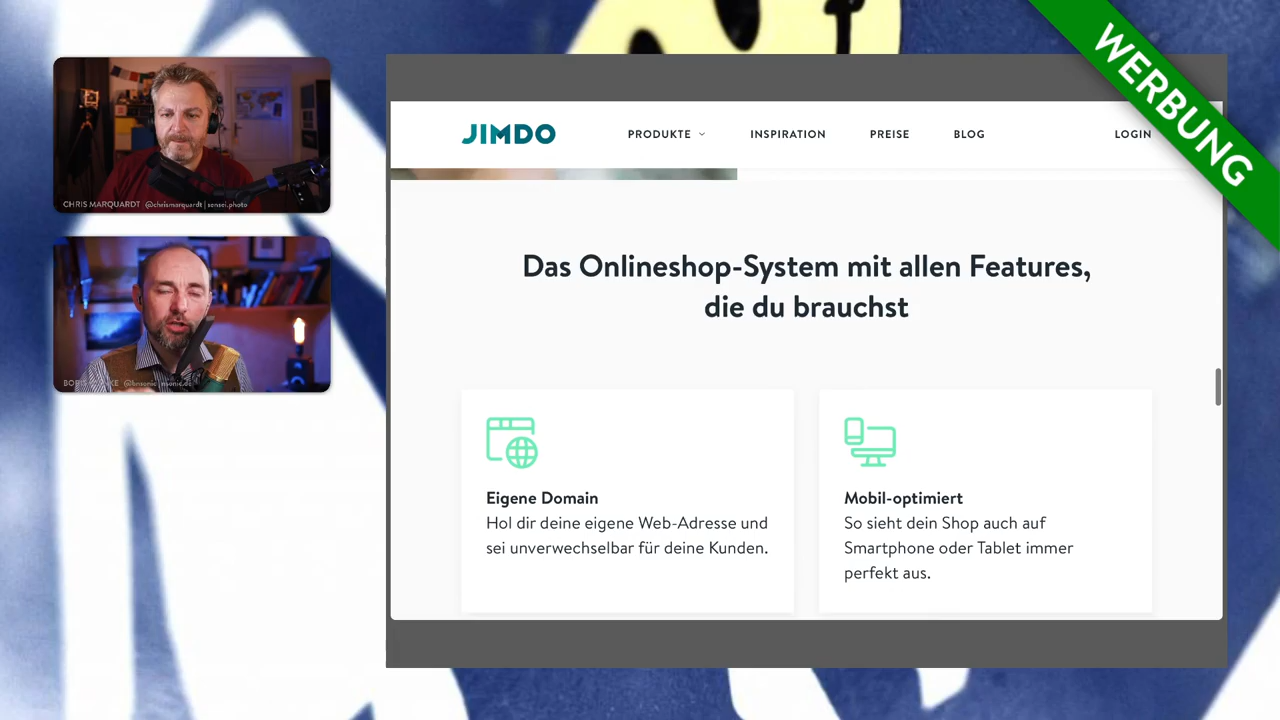 WERBUNG
CHRIS MARQUARDT @chrismarquardt | sensei.photo
JIMDO
PRODUKTE
INSPIRATION
PREISE
BLOG
LOGIN
Das Onlineshop-System mit allen Features,
die du brauchst
Eigene Domain
Hol dir deine eigene Web-Adresse und
sei unverwechselbar für deine Kunden.
Mobil-optimiert
So sieht dein Shop auch auf
Smartphone oder Tablet immer
perfekt aus.